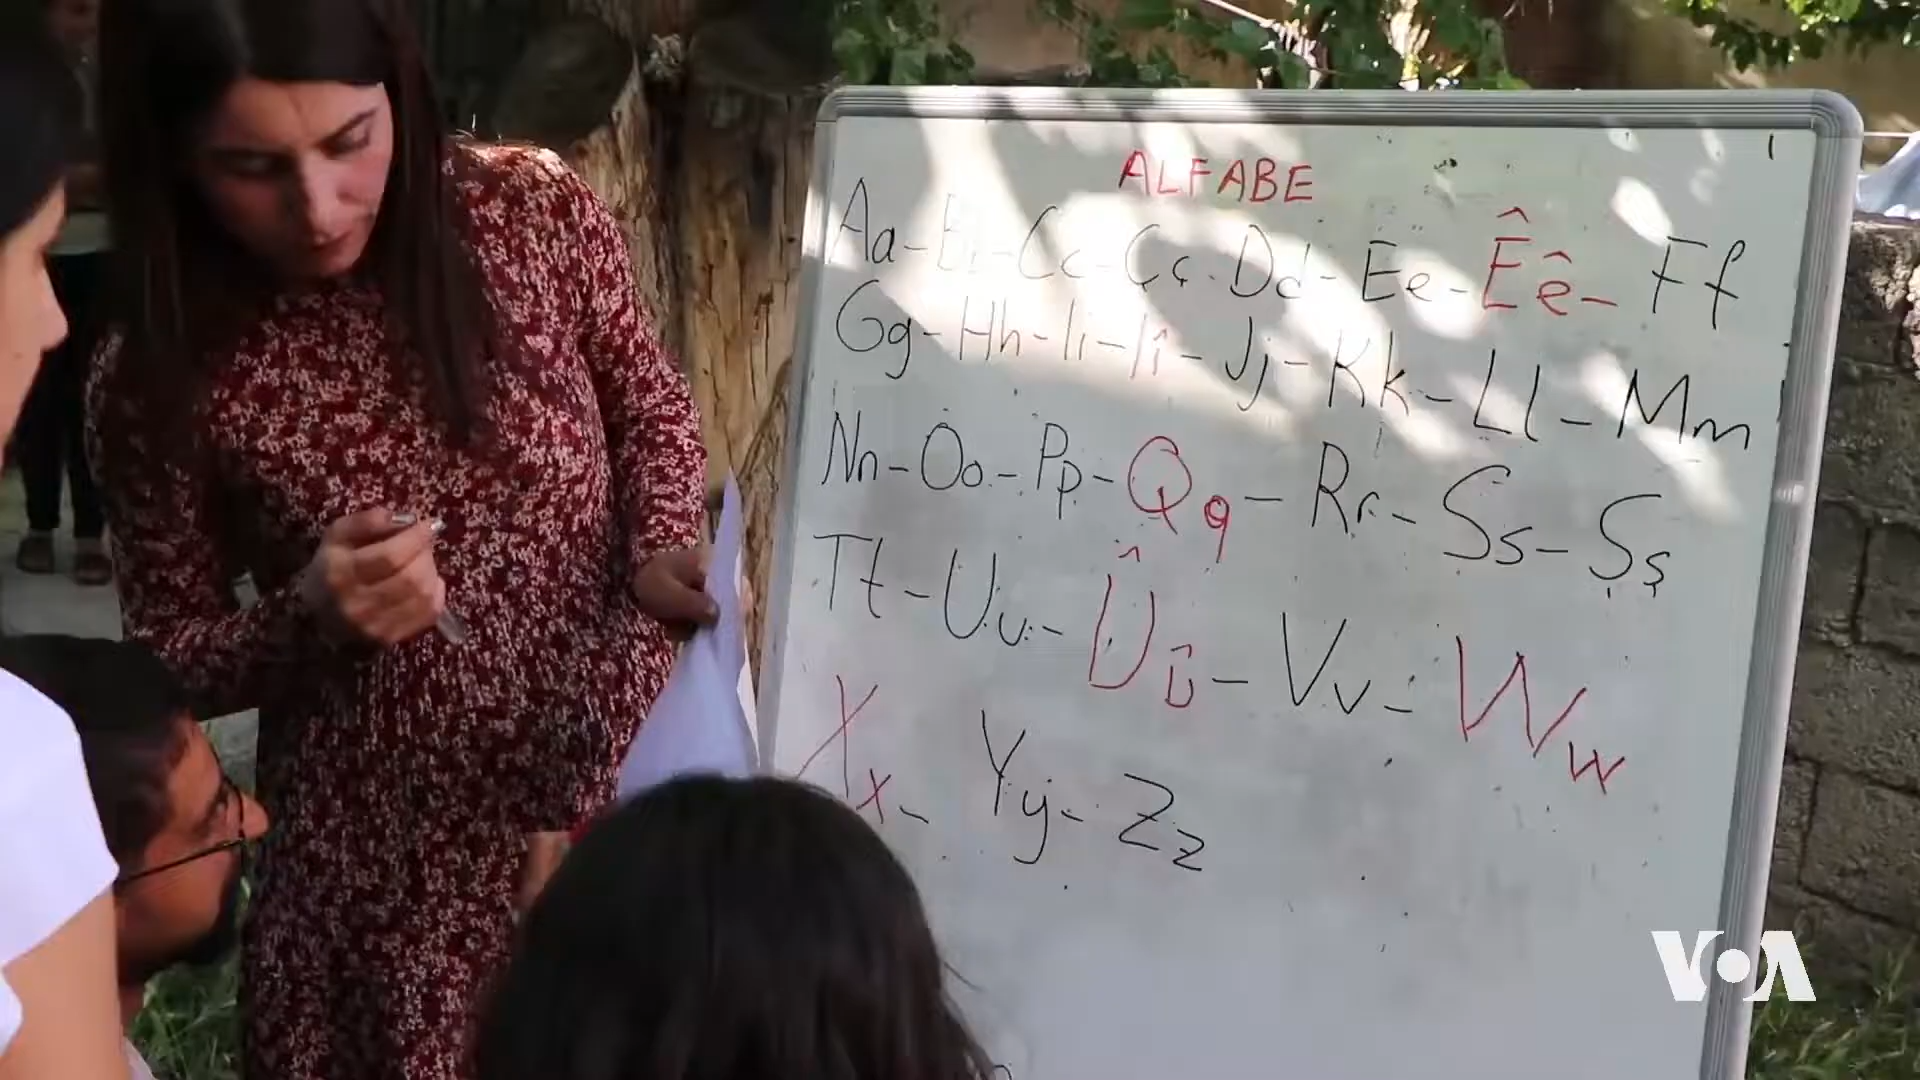 ALFABE
Aa - Bb - Cc - Çç - Dd - Ee - Êê - Ff
Gg - Hh - Ii - Îî - Jj - Kk - Ll - Mm
Nn - Oo - Pp - Qq - Rr - Ss - Şş
Tt - Uu - Ûû - Vv - Ww
Xx - Yy - Zz
VOA